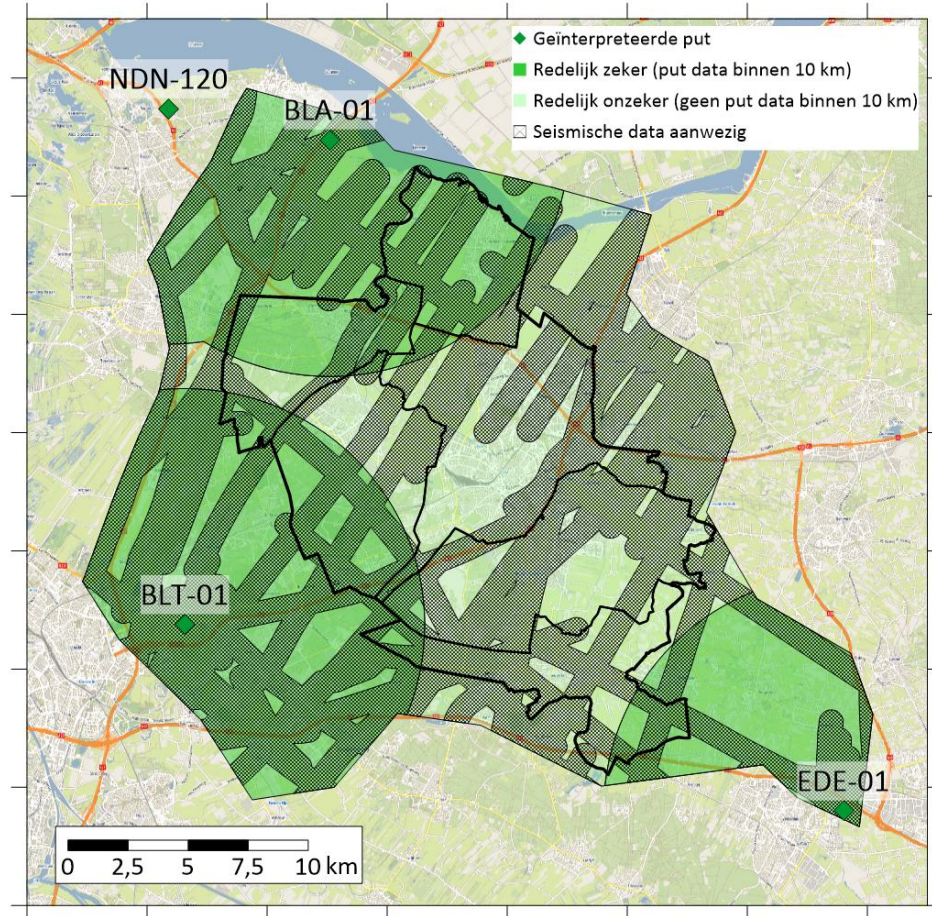 Geïnterpreteerde put
Redelijk zeker (put data binnen 10 km)
Redelijk onzeker (geen put data binnen 10 km)
Seismische data aanwezig
NDN-120
BLA-01
BLT-01
EDE-01
0 2,5 5 7,5 10 km